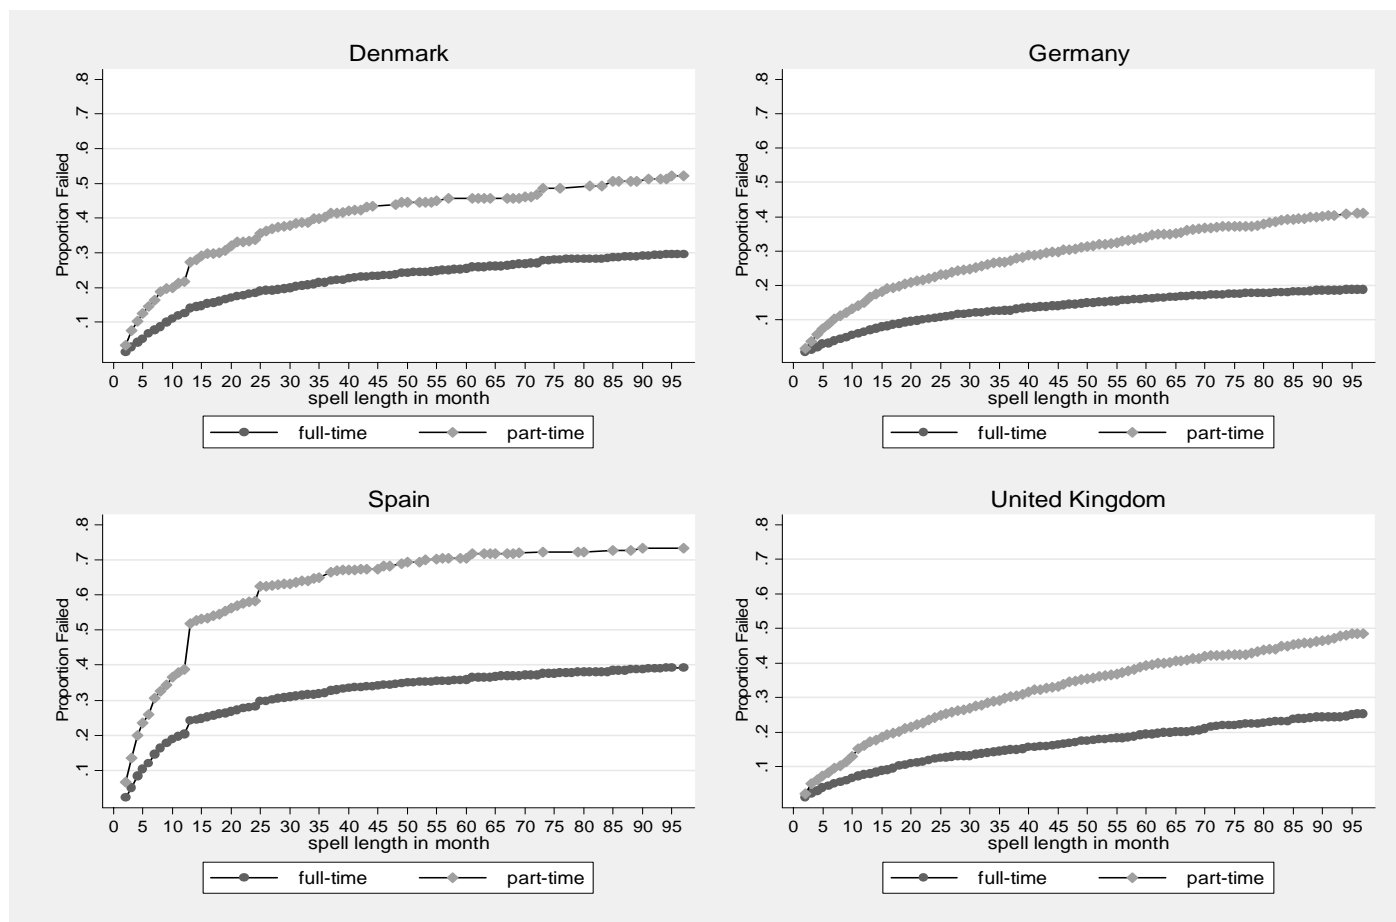 Denmark
Proportion Failed
.1 .2 .3 .4 .5 .6 .7 .8
0 5 10 15 20 25 30 35 40 45 50 55 60 65 70 75 80 85 90 95
spell length in month
full-time part-time
Germany
Proportion Failed
.1 .2 .3 .4 .5 .6 .7 .8
0 5 10 15 20 25 30 35 40 45 50 55 60 65 70 75 80 85 90 95
spell length in month
full-time part-time
Spain
Proportion Failed
.1 .2 .3 .4 .5 .6 .7 .8
0 5 10 15 20 25 30 35 40 45 50 55 60 65 70 75 80 85 90 95
spell length in month
full-time part-time
United Kingdom
Proportion Failed
.1 .2 .3 .4 .5 .6 .7 .8
0 5 10 15 20 25 30 35 40 45 50 55 60 65 70 75 80 85 90 95
spell length in month
full-time part-time